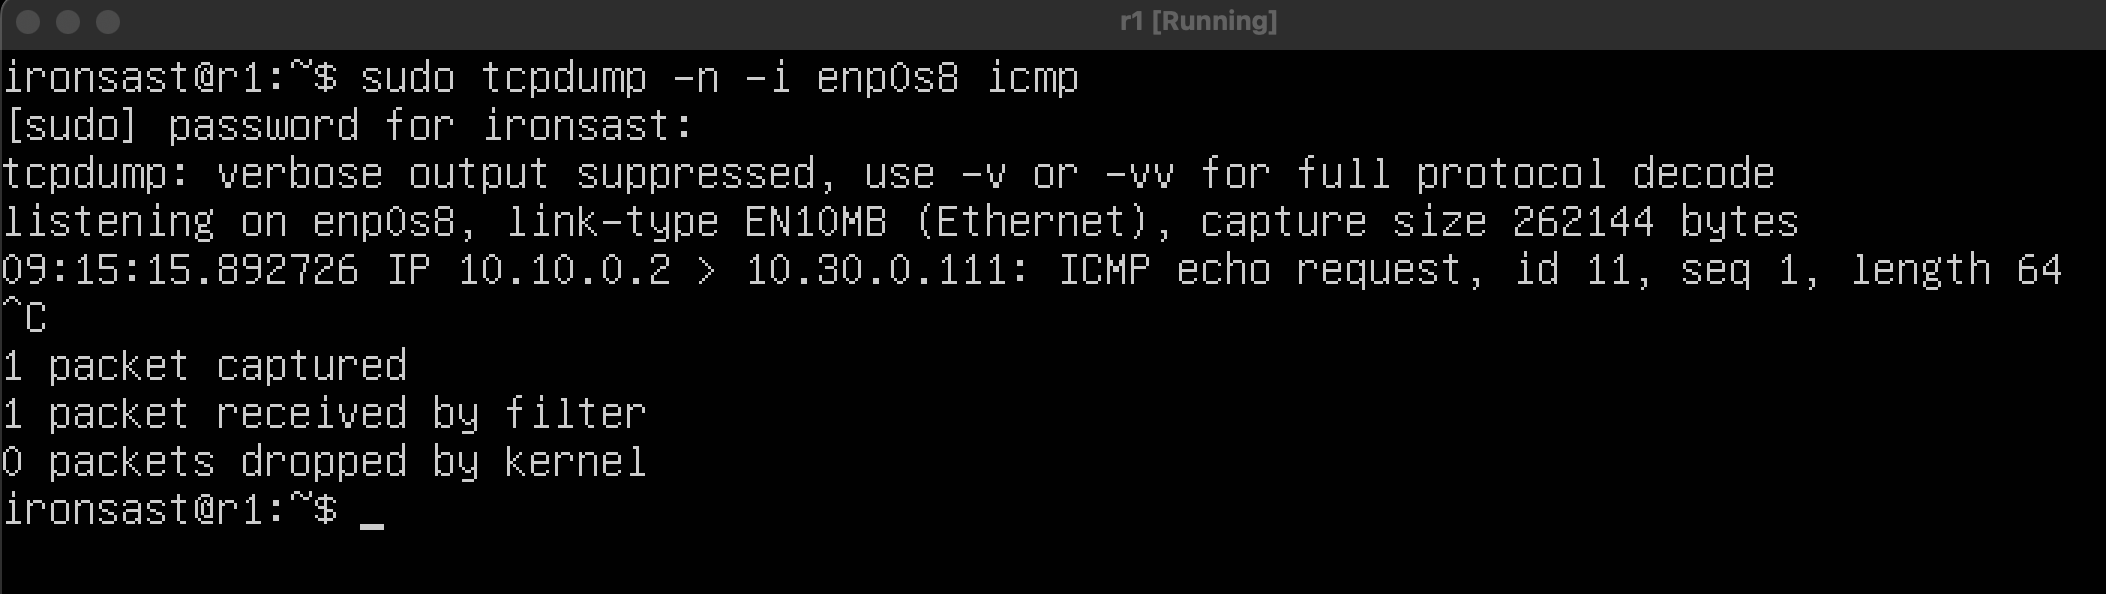 r1 [Running]
ironsast@r1:~$ sudo tcpdump -n -i enp0s8 icmp
[sudo] password for ironsast:
tcpdump: verbose output suppressed, use -v or -vv for full protocol decode
listening on enp0s8, link-type EN10MB (Ethernet), capture size 262144 bytes
09:15:15.892726 IP 10.10.0.2 > 10.30.0.111: ICMP echo request, id 11, seq 1, length 64
^C
1 packet captured
1 packet received by filter
0 packets dropped by kernel
ironsast@r1:~$ _